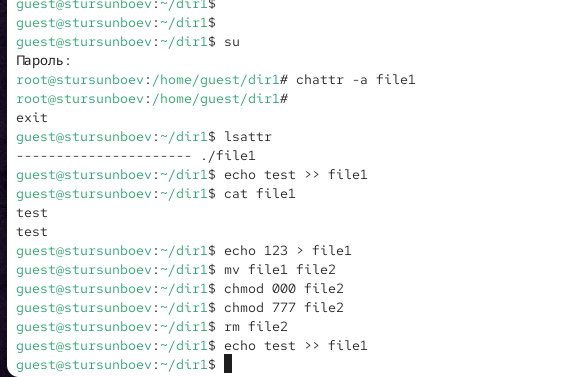 guest@stursunboev:~/dir1$
guest@stursunboev:~/dir1$
guest@stursunboev:~/dir1$ su
Пароль:
root@stursunboev:/home/guest/dir1# chattr -a file1
root@stursunboev:/home/guest/dir1#
exit
guest@stursunboev:~/dir1$ lsattr
---------------------- ./file1
guest@stursunboev:~/dir1$ echo test >> file1
guest@stursunboev:~/dir1$ cat file1
test
test
guest@stursunboev:~/dir1$ echo 123 > file1
guest@stursunboev:~/dir1$ mv file1 file2
guest@stursunboev:~/dir1$ chmod 000 file2
guest@stursunboev:~/dir1$ chmod 777 file2
guest@stursunboev:~/dir1$ rm file2
guest@stursunboev:~/dir1$ echo test >> file1
guest@stursunboev:~/dir1$